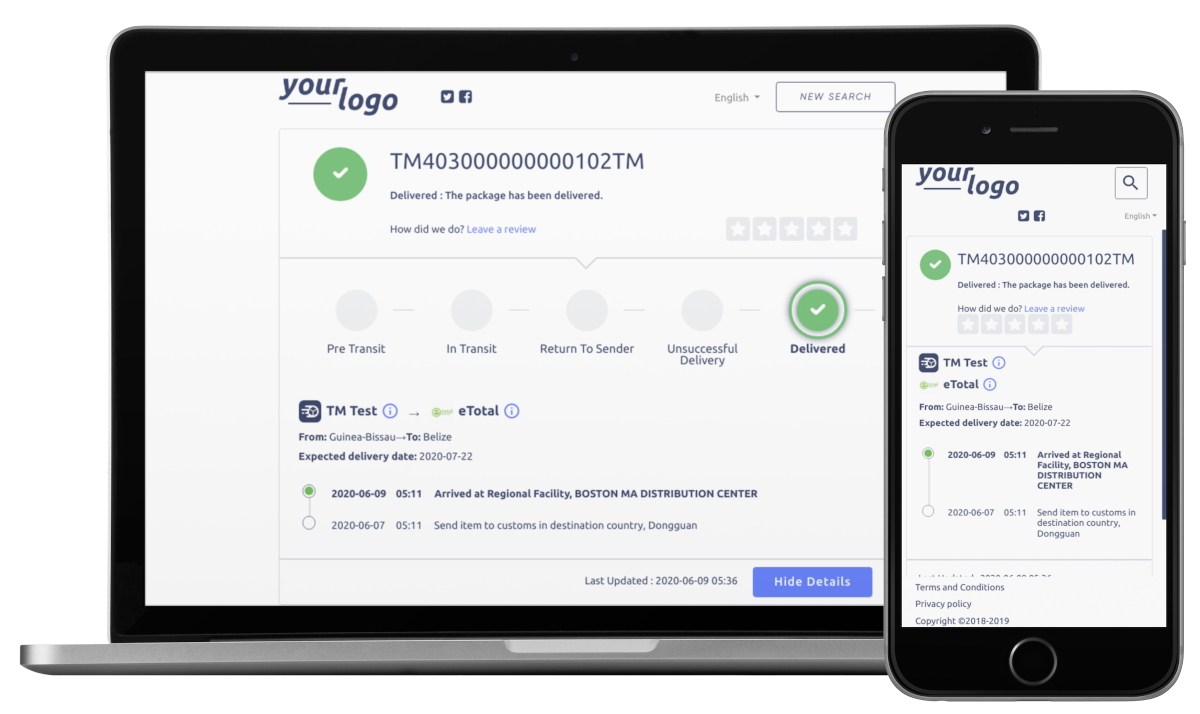 yourlogo
English
NEW SEARCH
TM403000000000102TM
Delivered : The package has been delivered.
How did we do? Leave a review
Pre Transit
In Transit
Return To Sender
Unsuccessful
Delivery
Delivered
TM Test → eTotal
From: Guinea-Bissau→To: Belize
Expected delivery date: 2020-07-22
2020-06-09 05:11 Arrived at Regional Facility, BOSTON MA DISTRIBUTION CENTER
2020-06-07 05:11 Send item to customs in destination country, Dongguan
Last Updated : 2020-06-09 05:36
Hide Details
yourlogo
English
TM403000000000102TM
Delivered : The package has been delivered.
How did we do? Leave a review
TM Test
eTotal
From: Guinea-Bissau→To: Belize
Expected delivery date: 2020-07-22
2020-06-09 05:11 Arrived at Regional
Facility, BOSTON MA
DISTRIBUTION
CENTER
2020-06-07 05:11 Send item to customs in
destination country,
Dongguan
Terms and Conditions
Privacy policy
Copyright ©2018-2019